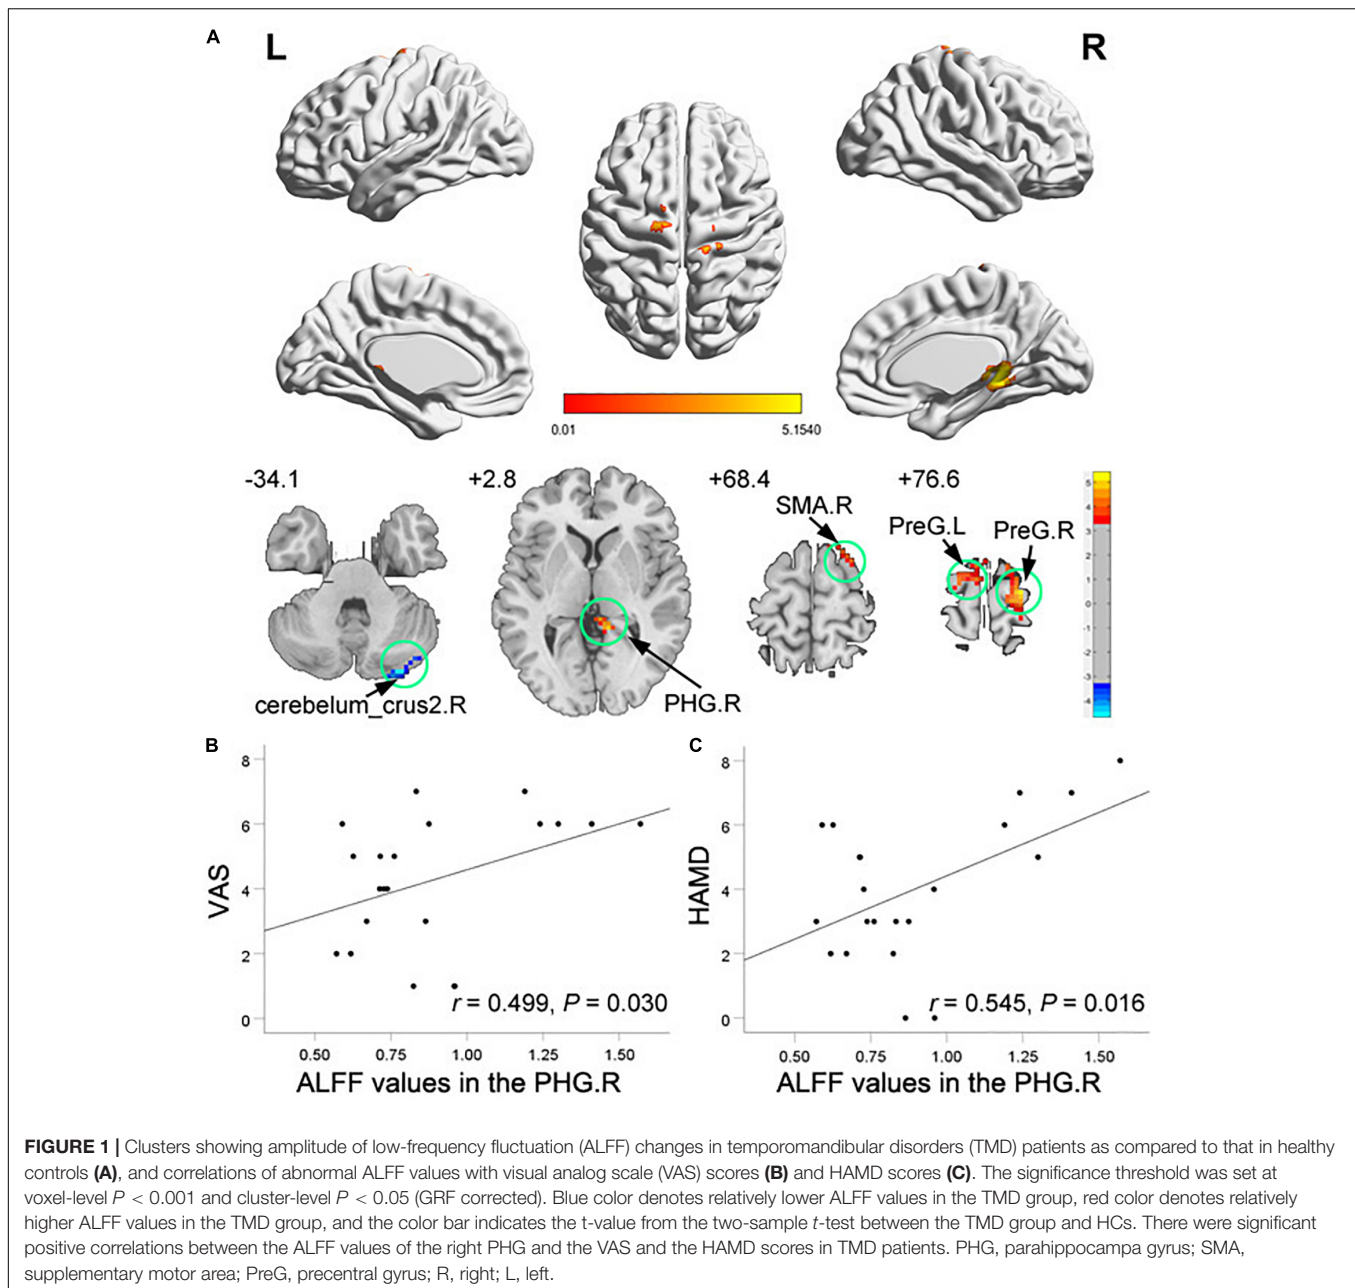 A
L
R
0.01
5.1540
-34.1
+2.8
+68.4
+76.6
SMA.R
PreG.L
PreG.R
cerebelum_crus2.R
PHG.R
5
4
3
2
1
0
-1
-2
-3
-4
B
VAS
8
6
4
2
0
r = 0.499, P = 0.030
0.50 0.75 1.00 1.25 1.50
ALFF values in the PHG.R
C
HAMD
8
6
4
2
0
r = 0.545, P = 0.016
0.50 0.75 1.00 1.25 1.50
ALFF values in the PHG.R
FIGURE 1 | Clusters showing amplitude of low-frequency fluctuation (ALFF) changes in temporomandibular disorders (TMD) patients as compared to that in healthy
controls (A), and correlations of abnormal ALFF values with visual analog scale (VAS) scores (B) and HAMD scores (C). The significance threshold was set at
voxel-level P < 0.001 and cluster-level P < 0.05 (GRF corrected). Blue color denotes relatively lower ALFF values in the TMD group, red color denotes relatively
higher ALFF values in the TMD group, and the color bar indicates the t-value from the two-sample t-test between the TMD group and HCs. There were significant
positive correlations between the ALFF values of the right PHG and the VAS and the HAMD scores in TMD patients. PHG, parahippocampa gyrus; SMA,
supplementary motor area; PreG, precentral gyrus; R, right; L, left.